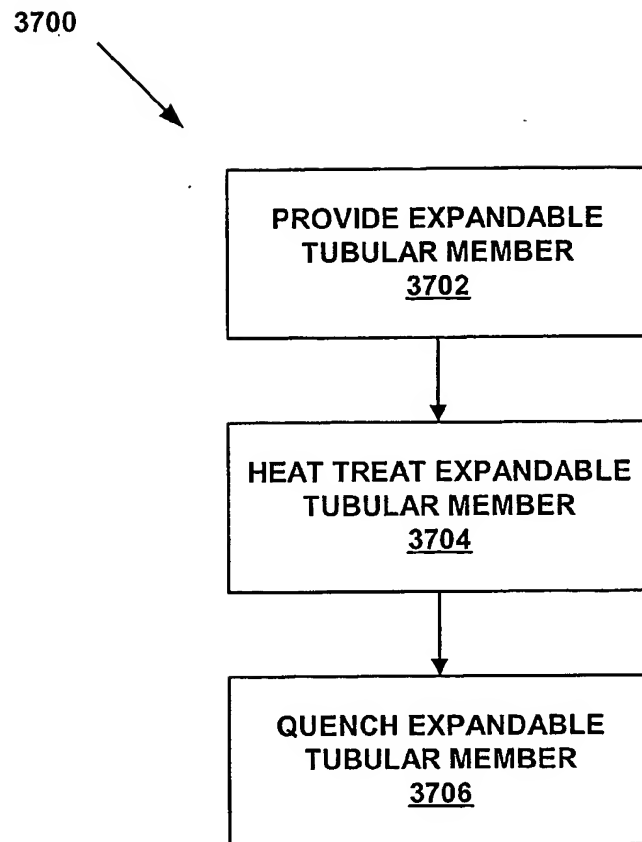 3700
PROVIDE EXPANDABLE
TUBULAR MEMBER
3702
HEAT TREAT EXPANDABLE
TUBULAR MEMBER
3704
QUENCH EXPANDABLE
TUBULAR MEMBER
3706